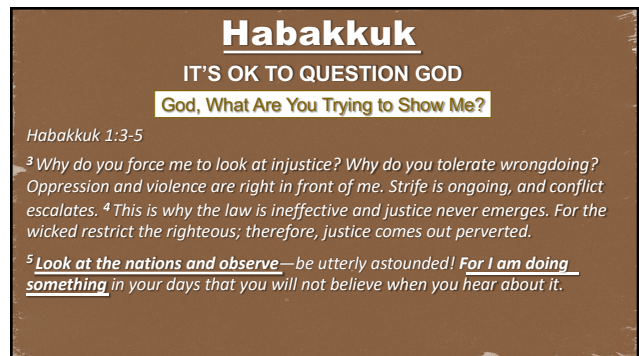 Habakkuk
IT'S OK TO QUESTION GOD
God, What Are You Trying to Show Me?
Habakkuk 1:3-5
3 Why do you force me to look at injustice? Why do you tolerate wrongdoing?
Oppression and violence are right in front of me. Strife is ongoing, and conflict
escalates. 4 This is why the law is ineffective and justice never emerges. For the
wicked restrict the righteous; therefore, justice comes out perverted.
5 Look at the nations and observe—be utterly astounded! For I am doing
something in your days that you will not believe when you hear about it.